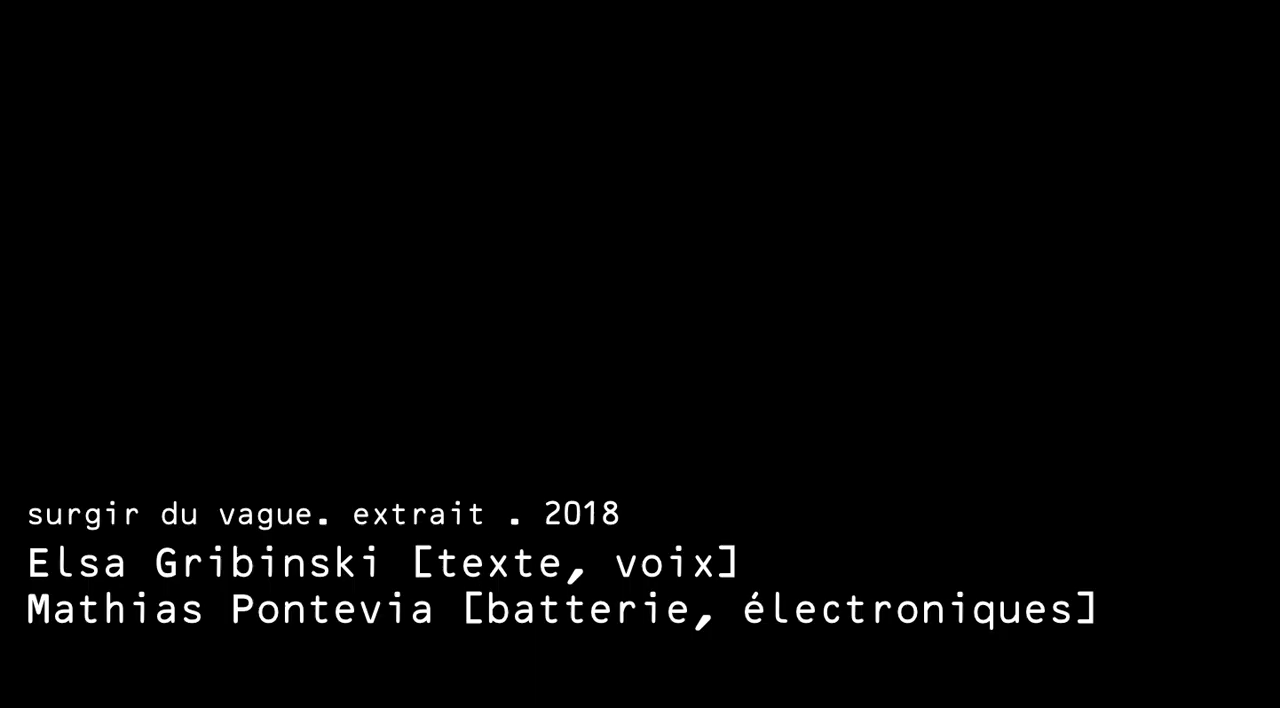 surgir du vague. extrait . 2018
Elsa Gribinski [texte, voix]
Mathias Pontevia [batterie, électroniques]